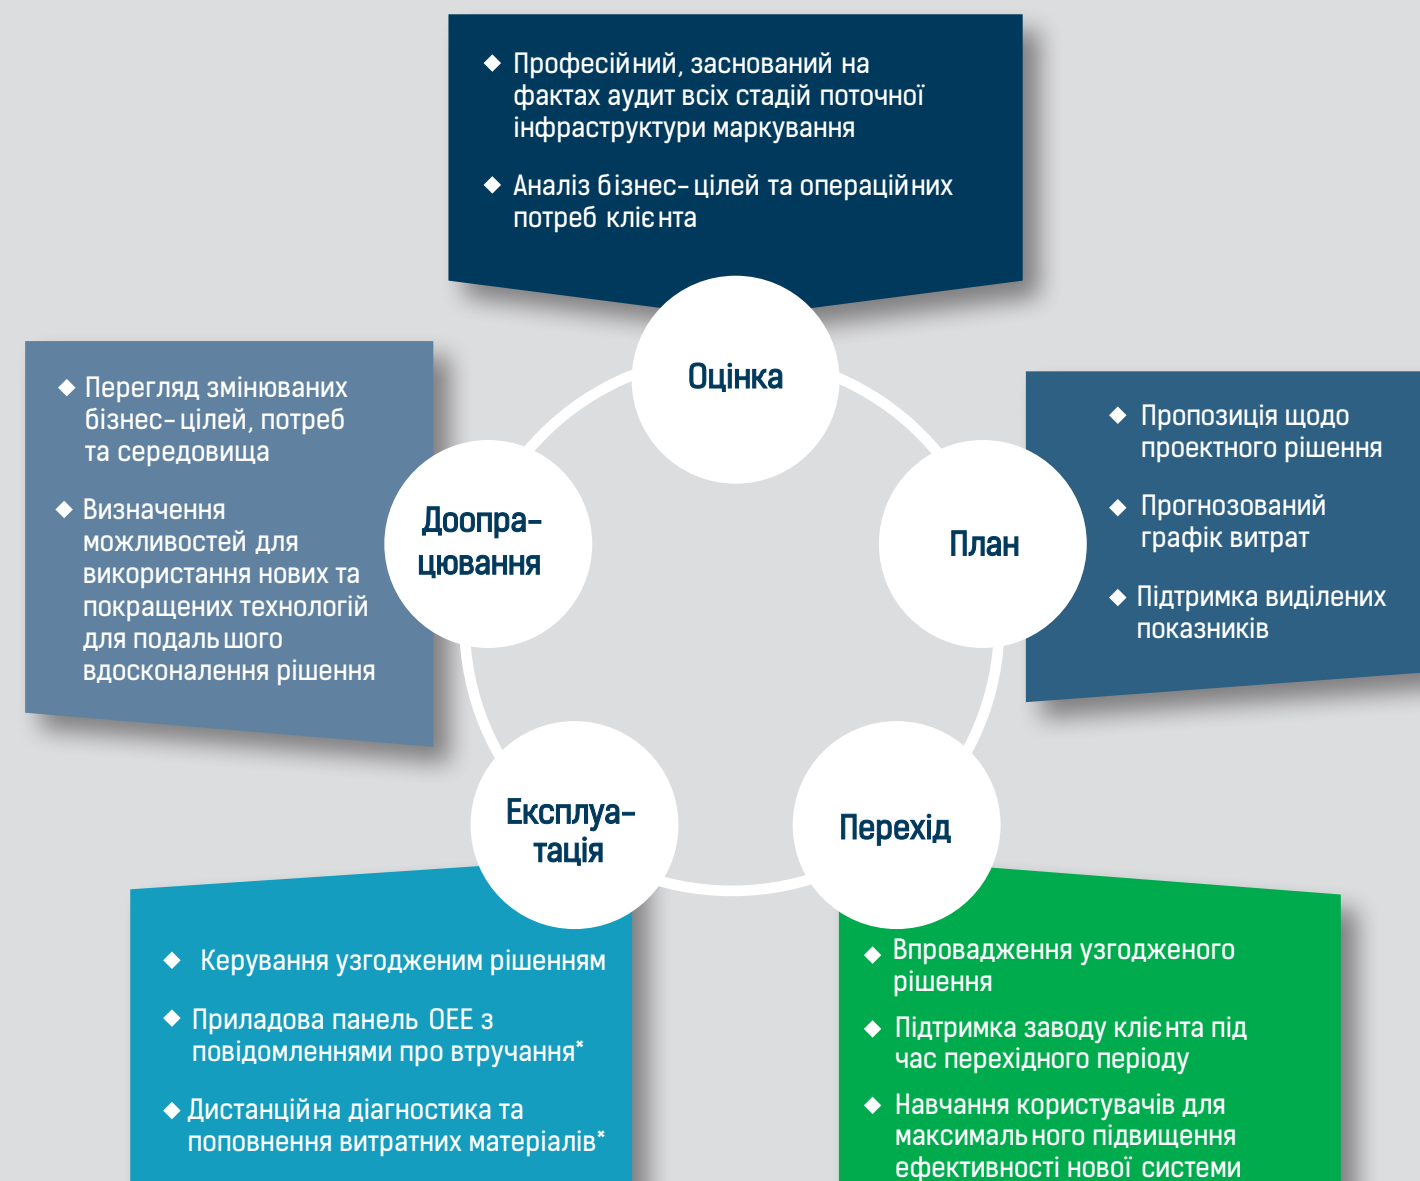 Професійний, заснований на
фактах аудит всіх стадій поточної
інфраструктури маркування
Аналіз бізнес-цілей та операційних
потреб клієнта
Оцінка
Пропозиція щодо
проектного рішення
Прогнозований
графік витрат
Підтримка виділених
показників
План
Впровадження узгодженого
рішення
Підтримка заводу клієнта під
час перехідного періоду
Навчання користувачів для
максимального підвищення
ефективності нової системи
Перехід
Експлуа-
тація
Керування узгодженим рішенням
Приладова панель OEE з
повідомленнями про втручання*
Дистанційна діагностика та
поповнення витратних матеріалів*
Доопра-
цювання
Перегляд змінюваних
бізнес-цілей, потреб
та середовища
Визначення
можливостей для
використання нових та
покращених технологій
для подальшого
вдосконалення рішення